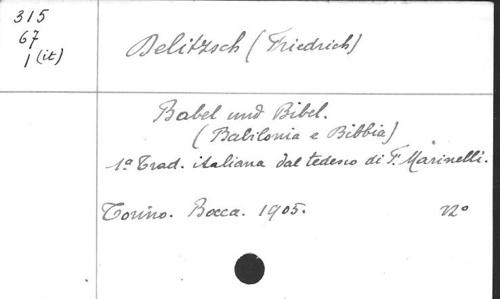 315
67
1 (it)
Delitzsch (Friedrich)
Babel und Bibel.
(Babilonia e Bibbia)
1ª Trad. italiana dal tedesco di F. Marinelli.
Torino. Bocca. 1905. 12°